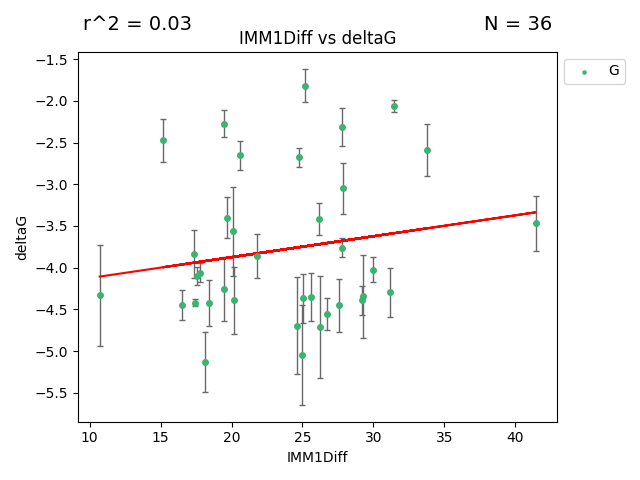 r^2 = 0.03 N = 36
IMM1Diff vs deltaG
G
−1.5
−2.0
−2.5
−3.0
−3.5
−4.0
−4.5
−5.0
−5.5
deltaG
10 15 20 25 30 35 40
IMM1Diff